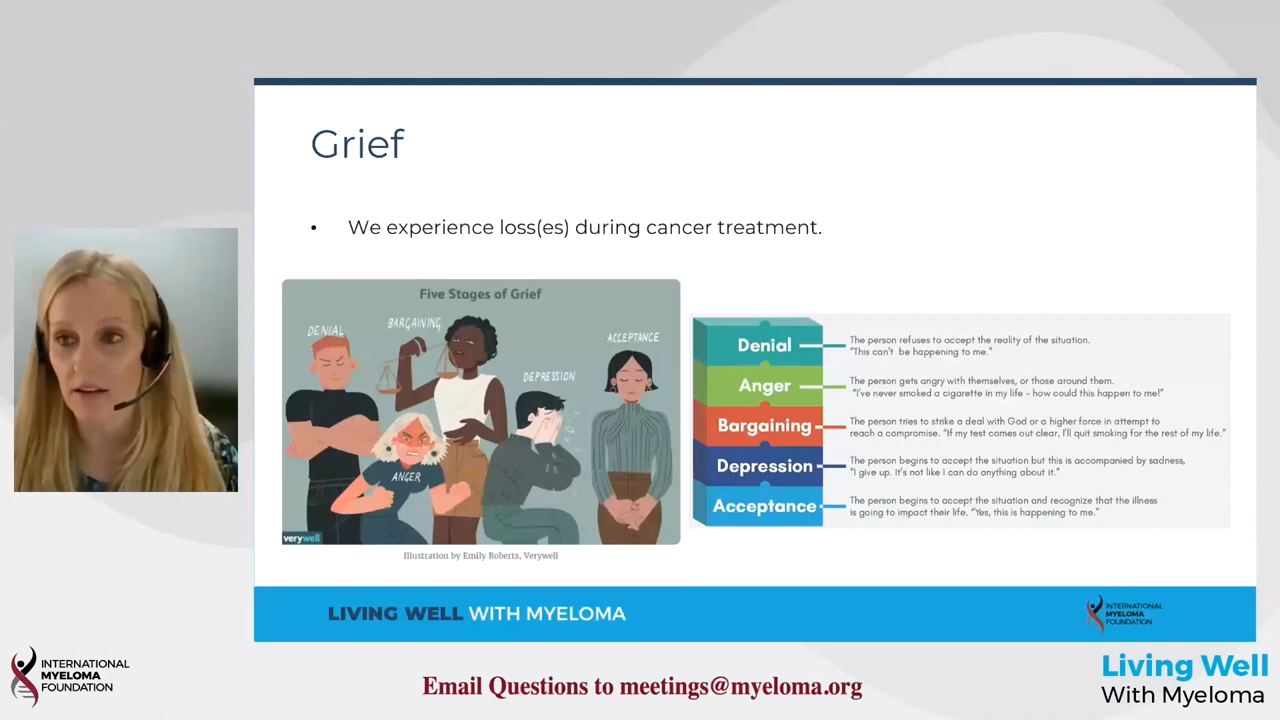 Grief
• We experience loss(es) during cancer treatment.
Five Stages of Grief
DENIAL
BARGAINING
ACCEPTANCE
DEPRESSION
ANGER
verywell
Illustration by Emily Roberts, Verywell
Denial
The person refuses to accept the reality of the situation.
"This can't be happening to me."
Anger
The person gets angry with themselves, or those around them.
"I've never smoked a cigarette in my life - how could this happen to me!"
Bargaining
The person tries to strike a deal with God or a higher force in attempt to
reach a compromise. "If my test comes out clear, I'll quit smoking for the rest of my life."
Depression
The person begins to accept the situation but this is accompanied by sadness,
"I give up. It's not like I can do anything about it."
Acceptance
The person begins to accept the situation and recognize that the illness
is going to impact their life. "Yes, this is happening to me."
LIVING WELL WITH MYELOMA
INTERNATIONAL
MYELOMA
FOUNDATION
INTERNATIONAL
MYELOMA
FOUNDATION
Email Questions to meetings@myeloma.org
Living Well
With Myeloma